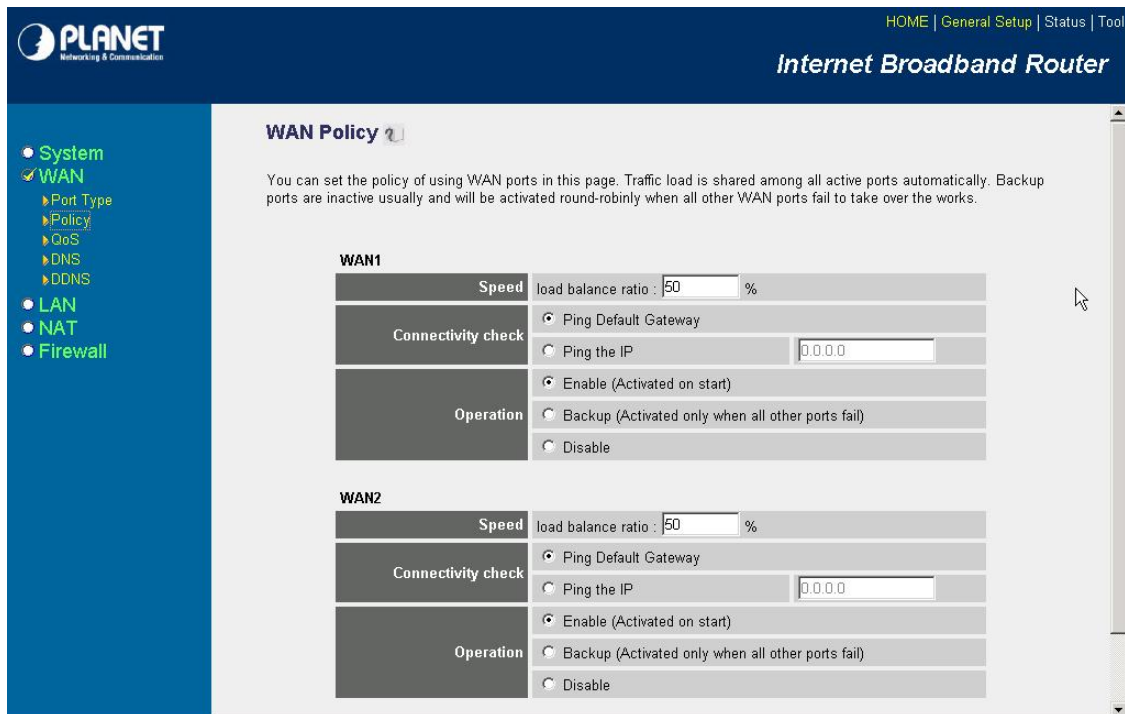 PLANET
Networking & Communication
HOME | General Setup | Status | Tool
Internet Broadband Router
System
WAN
Port Type
Policy
QoS
DNS
DDNS
LAN
NAT
Firewall
WAN Policy
You can set the policy of using WAN ports in this page. Traffic load is shared among all active ports automatically. Backup
ports are inactive usually and will be activated round-robinly when all other WAN ports fail to take over the works.
WAN1
Speed load balance ratio : 50 %
Connectivity check
Ping Default Gateway
Ping the IP 0.0.0.0
Operation
Enable (Activated on start)
Backup (Activated only when all other ports fail)
Disable
WAN2
Speed load balance ratio : 50 %
Connectivity check
Ping Default Gateway
Ping the IP 0.0.0.0
Operation
Enable (Activated on start)
Backup (Activated only when all other ports fail)
Disable